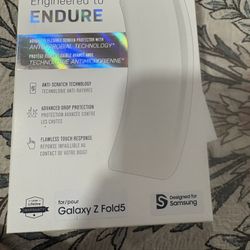 Engineered to
ENDURE
ADVANCED FLEXIBLE SCREEN PROTECTOR WITH
ANTIMICROBIAL TECHNOLOGY*
TECHNOLOGIE ANTIMICROBIENNE*
ANTI-SCRATCH TECHNOLOGY
TECHNOLOGIE ANTI-RAYURES
ADVANCED DROP PROTECTION
PROTECTION AVANCÉE CONTRE
LES CHUTES
FLAWLESS TOUCH RESPONSE
RÉPONSE INFAILLIBLE AU
CONTACT DU VOTRE DOIGT
Lifetime
for/pour
Galaxy Z Fold5
Designed for
Samsung